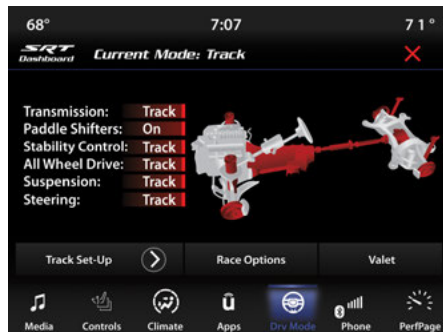 68°
7:07
71°
SRT
Dashboard
Current Mode: Track
Transmission: Track
Paddle Shifters: On
Stability Control: Track
All Wheel Drive: Track
Suspension: Track
Steering: Track
Track Set-Up
Race Options
Valet
Media
Controls
Climate
Apps
Drv Mode
Phone
PerfPage